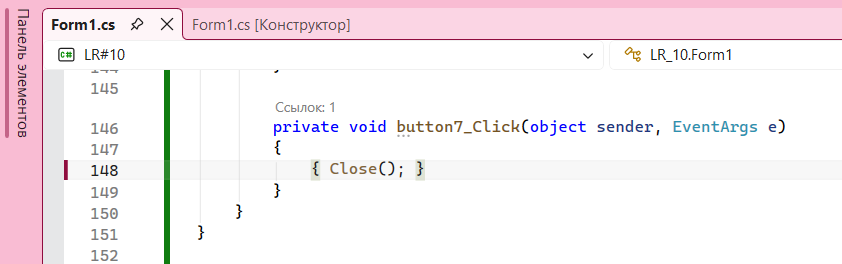 Панель элементов
Form1.cs
Form1.cs [Конструктор]
C# LR#10
LR_10.Form1
145
Ссылок: 1
146 private void button7_Click(object sender, EventArgs e)
147 {
148 { Close(); }
149 }
150 }
151 }
152